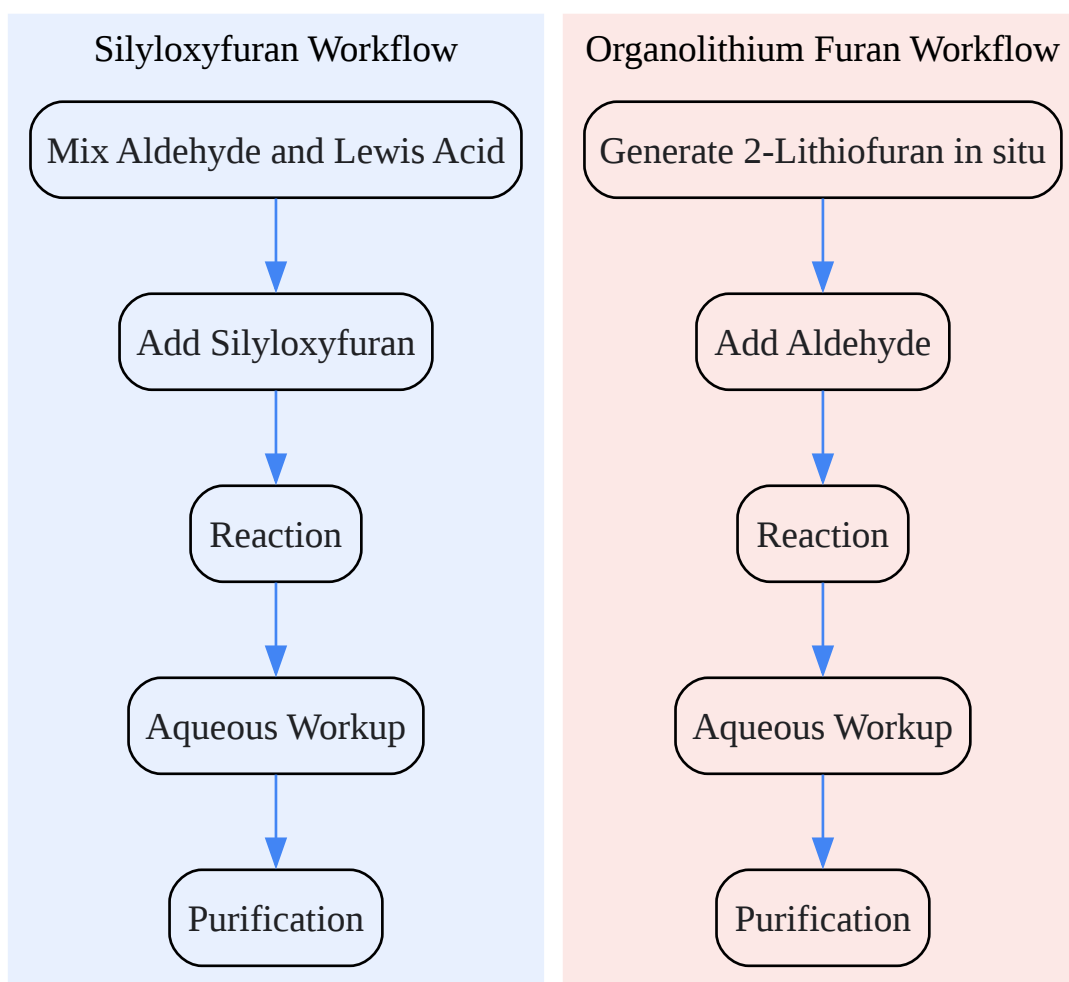 Silyloxyfuran Workflow
Mix Aldehyde and Lewis Acid
Add Silyloxyfuran
Reaction
Aqueous Workup
Purification
Organolithium Furan Workflow
Generate 2-Lithiofuran in situ
Add Aldehyde
Reaction
Aqueous Workup
Purification